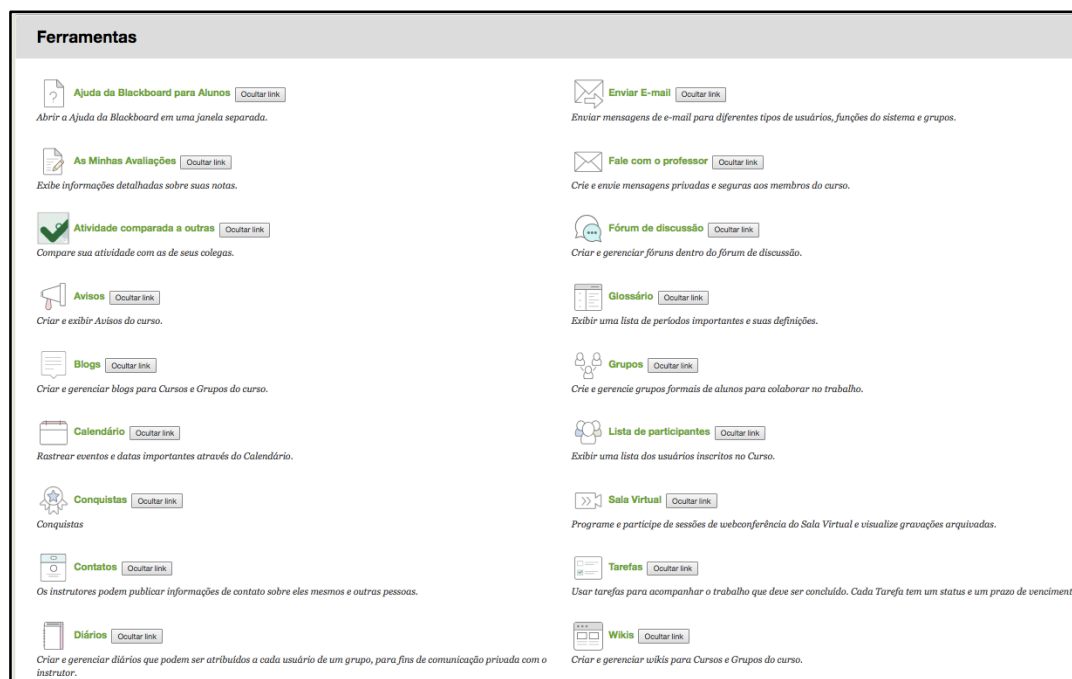 Ferramentas
Ajuda da Blackboard para Alunos Ocultar link
Abrir a Ajuda da Blackboard em uma janela separada.
As Minhas Avaliações Ocultar link
Exibe informações detalhadas sobre suas notas.
Atividade comparada a outras Ocultar link
Compare sua atividade com as de seus colegas.
Avisos Ocultar link
Criar e exibir Avisos do curso.
Blogs Ocultar link
Criar e gerenciar blogs para Cursos e Grupos do curso.
Calendário Ocultar link
Rastrear eventos e datas importantes através do Calendário.
Conquistas Ocultar link
Conquistas
Contatos Ocultar link
Os instrutores podem publicar informações de contato sobre eles mesmos e outras pessoas.
Diários Ocultar link
Criar e gerenciar diários que podem ser atribuídos a cada usuário de um grupo, para fins de comunicação privada com o
instrutor.
Enviar E-mail Ocultar link
Enviar mensagens de e-mail para diferentes tipos de usuários, funções do sistema e grupos.
Fale com o professor Ocultar link
Crie e envie mensagens privadas e seguras aos membros do curso.
Fórum de discussão Ocultar link
Criar e gerenciar fóruns dentro do fórum de discussão.
Glossário Ocultar link
Exibir uma lista de períodos importantes e suas definições.
Grupos Ocultar link
Crie e gerencie grupos formais de alunos para colaborar no trabalho.
Lista de participantes Ocultar link
Exibir uma lista dos usuários inscritos no Curso.
Sala Virtual Ocultar link
Programe e participe de sessões de webconferência do Sala Virtual e visualize gravações arquivadas.
Tarefas Ocultar link
Usar tarefas para acompanhar o trabalho que deve ser concluído. Cada Tarefa tem um status e um prazo de venciment
Wikis Ocultar link
Criar e gerenciar wikis para Cursos e Grupos do curso.